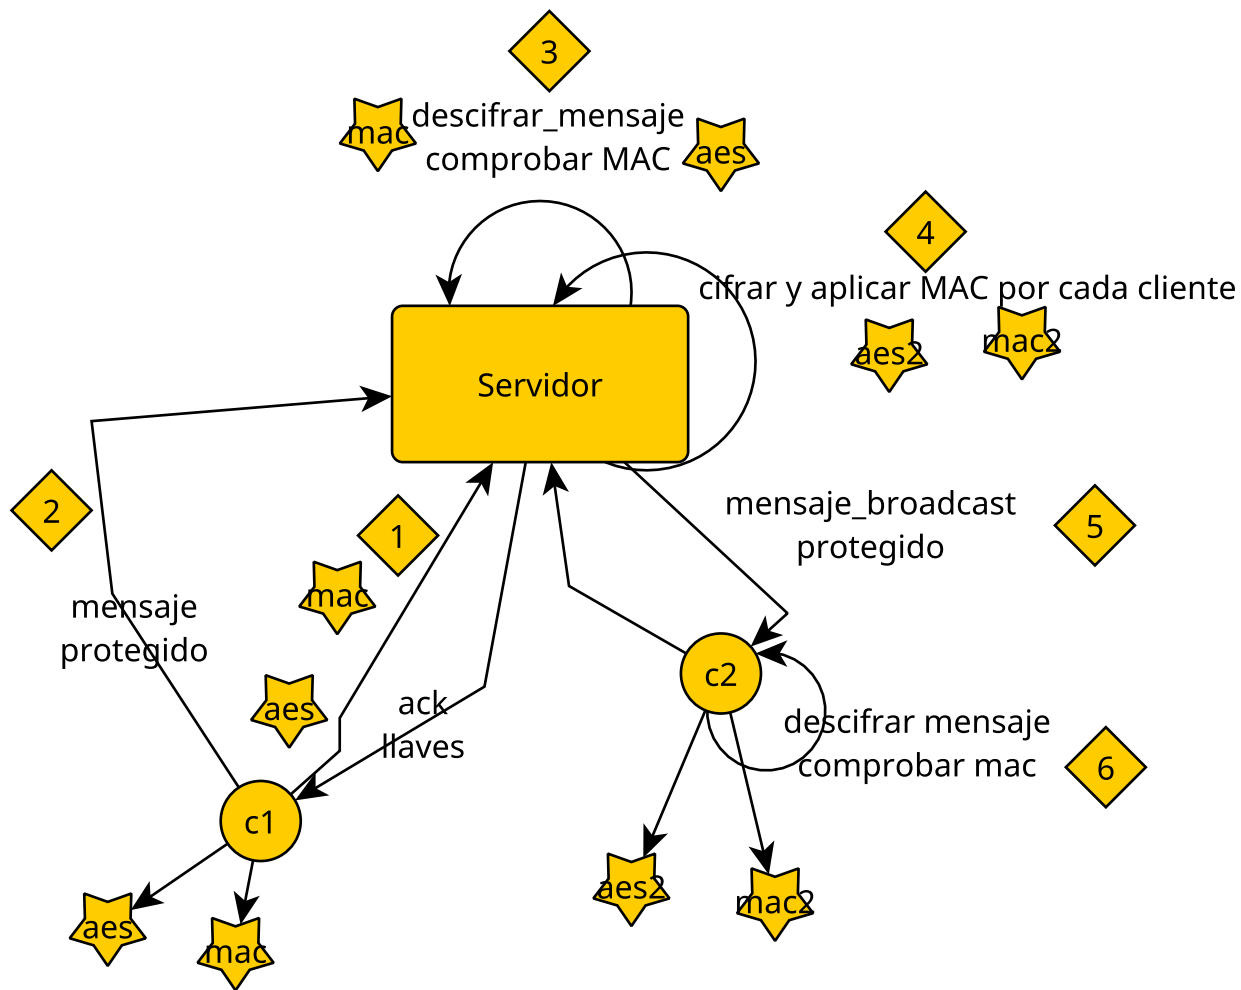 3
mac
descifrar_mensaje
comprobar MAC
aes
4
cifrar y aplicar MAC por cada cliente
aes2
mac2
Servidor
2
1
mac
mensaje
protegido
aes
ack
llaves
mensaje_broadcast
protegido
5
c2
descifrar mensaje
comprobar mac
6
c1
aes
mac
aes2
mac2